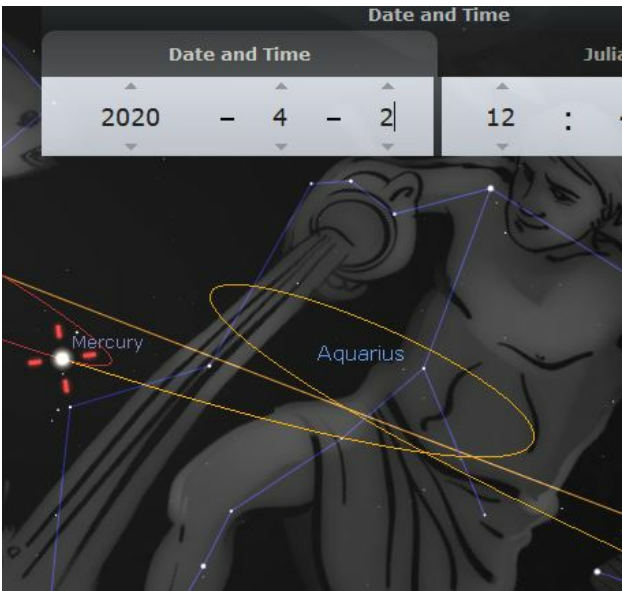 Date and Time
Date and Time Julia
2020 - 4 - 2 12 :
Mercury
Aquarius